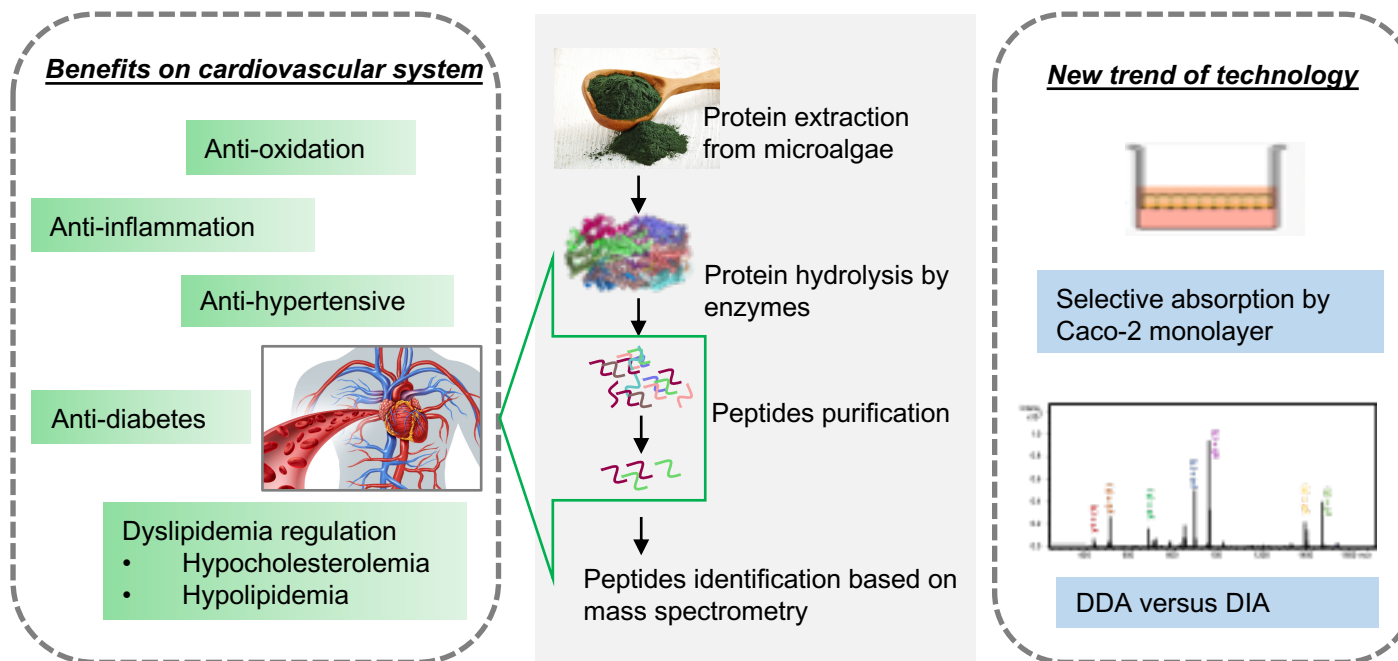 Benefits on cardiovascular system
Anti-oxidation
Anti-inflammation
Anti-hypertensive
Anti-diabetes
Dyslipidemia regulation
• Hypocholesterolemia
• Hypolipidemia
Protein extraction
from microalgae
Protein hydrolysis by
enzymes
Peptides purification
Peptides identification based on
mass spectrometry
New trend of technology
Selective absorption by
Caco-2 monolayer
DDA versus DIA